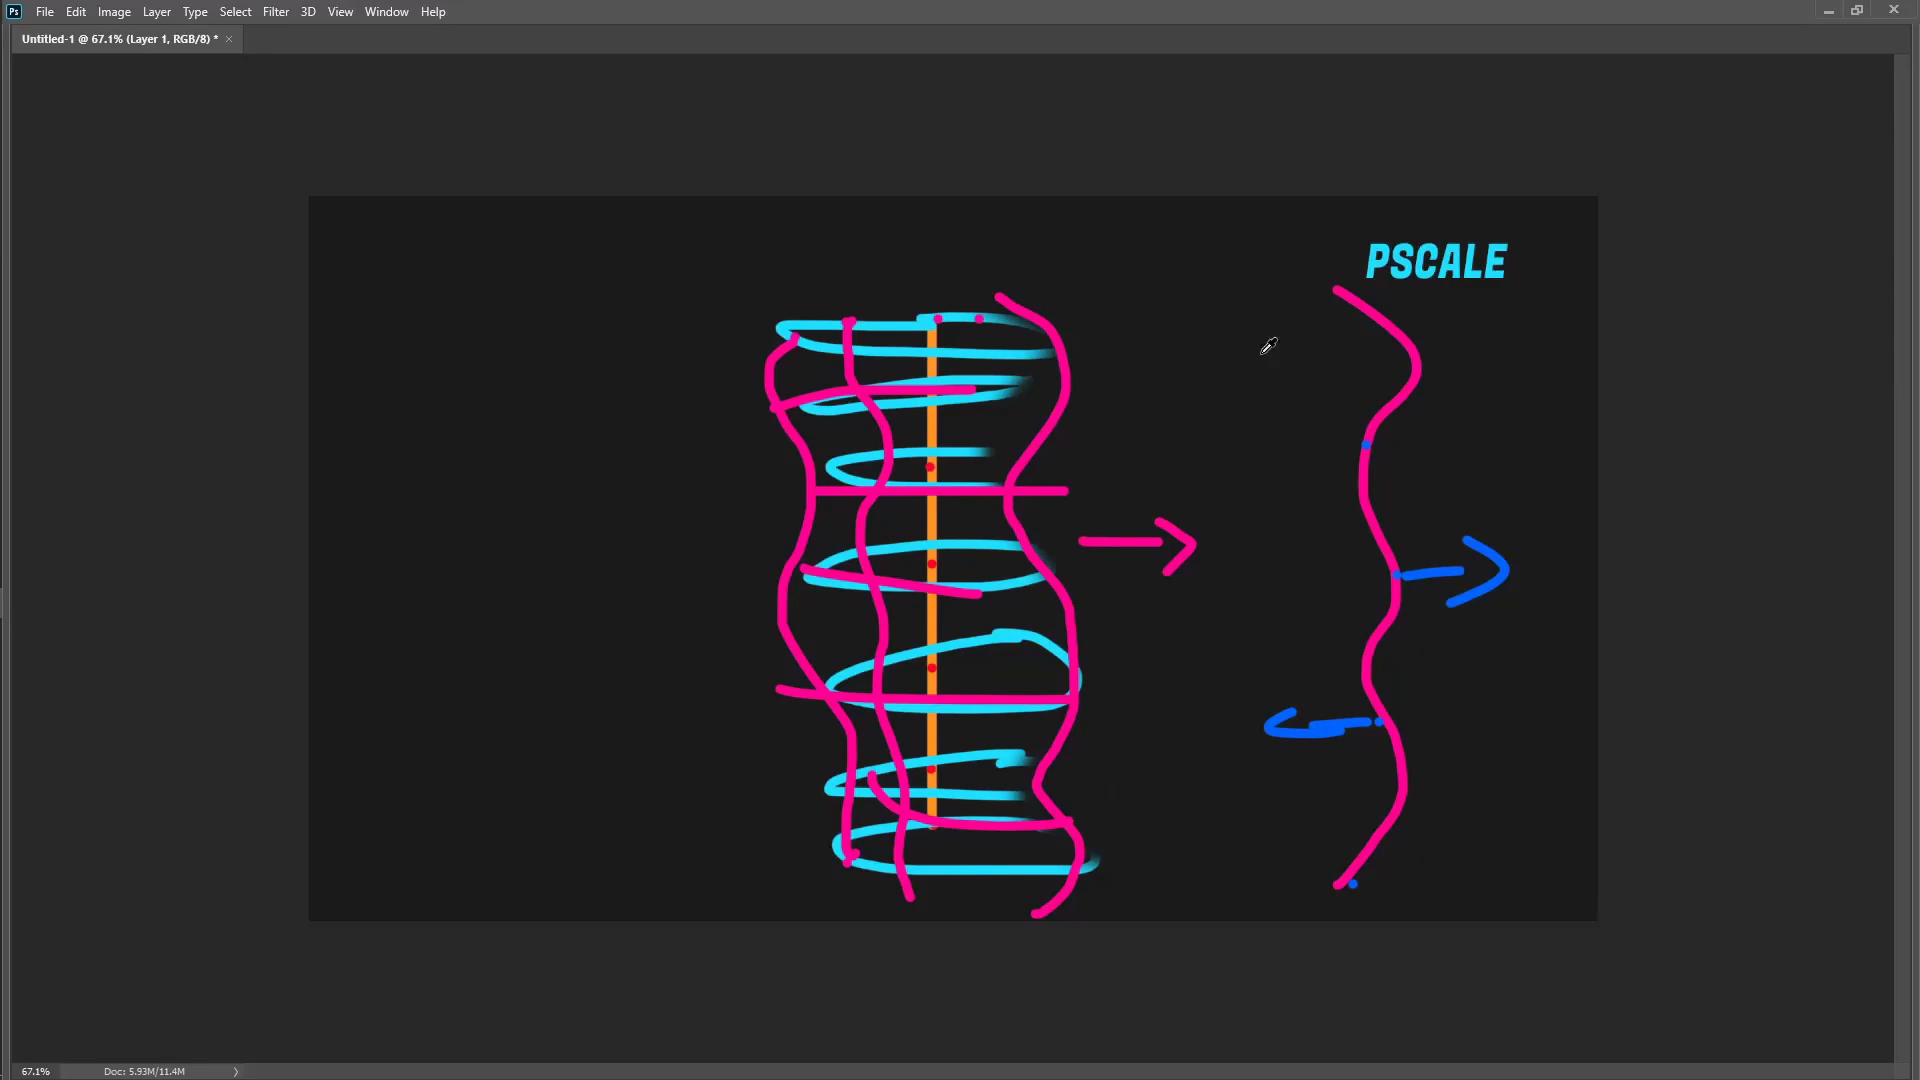 Ps File Edit Image Layer Type Select Filter 3D View Window Help
Untitled-1 @ 67.1% (Layer 1, RGB/8) *
PSCALE
67.1% Doc: 5.93M/11.4M